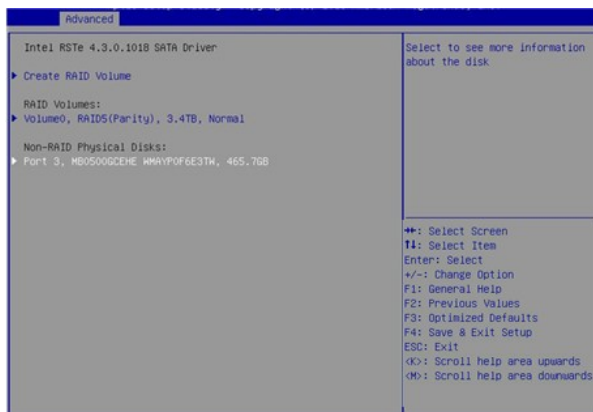 Advanced
Intel RSTe 4.3.0.1018 SATA Driver
Create RAID Volume
RAID Volumes:
Volume0, RAID5(Parity), 3.4TB, Normal
Non-RAID Physical Disks:
Port 3, MB0500GCEHE WMAYP0F6E3TW, 465.7GB
Select to see more information
about the disk
→←: Select Screen
↑↓: Select Item
Enter: Select
+/-: Change Option
F1: General Help
F2: Previous Values
F3: Optimized Defaults
F4: Save & Exit Setup
ESC: Exit
<K>: Scroll help area upwards
<M>: Scroll help area downwards